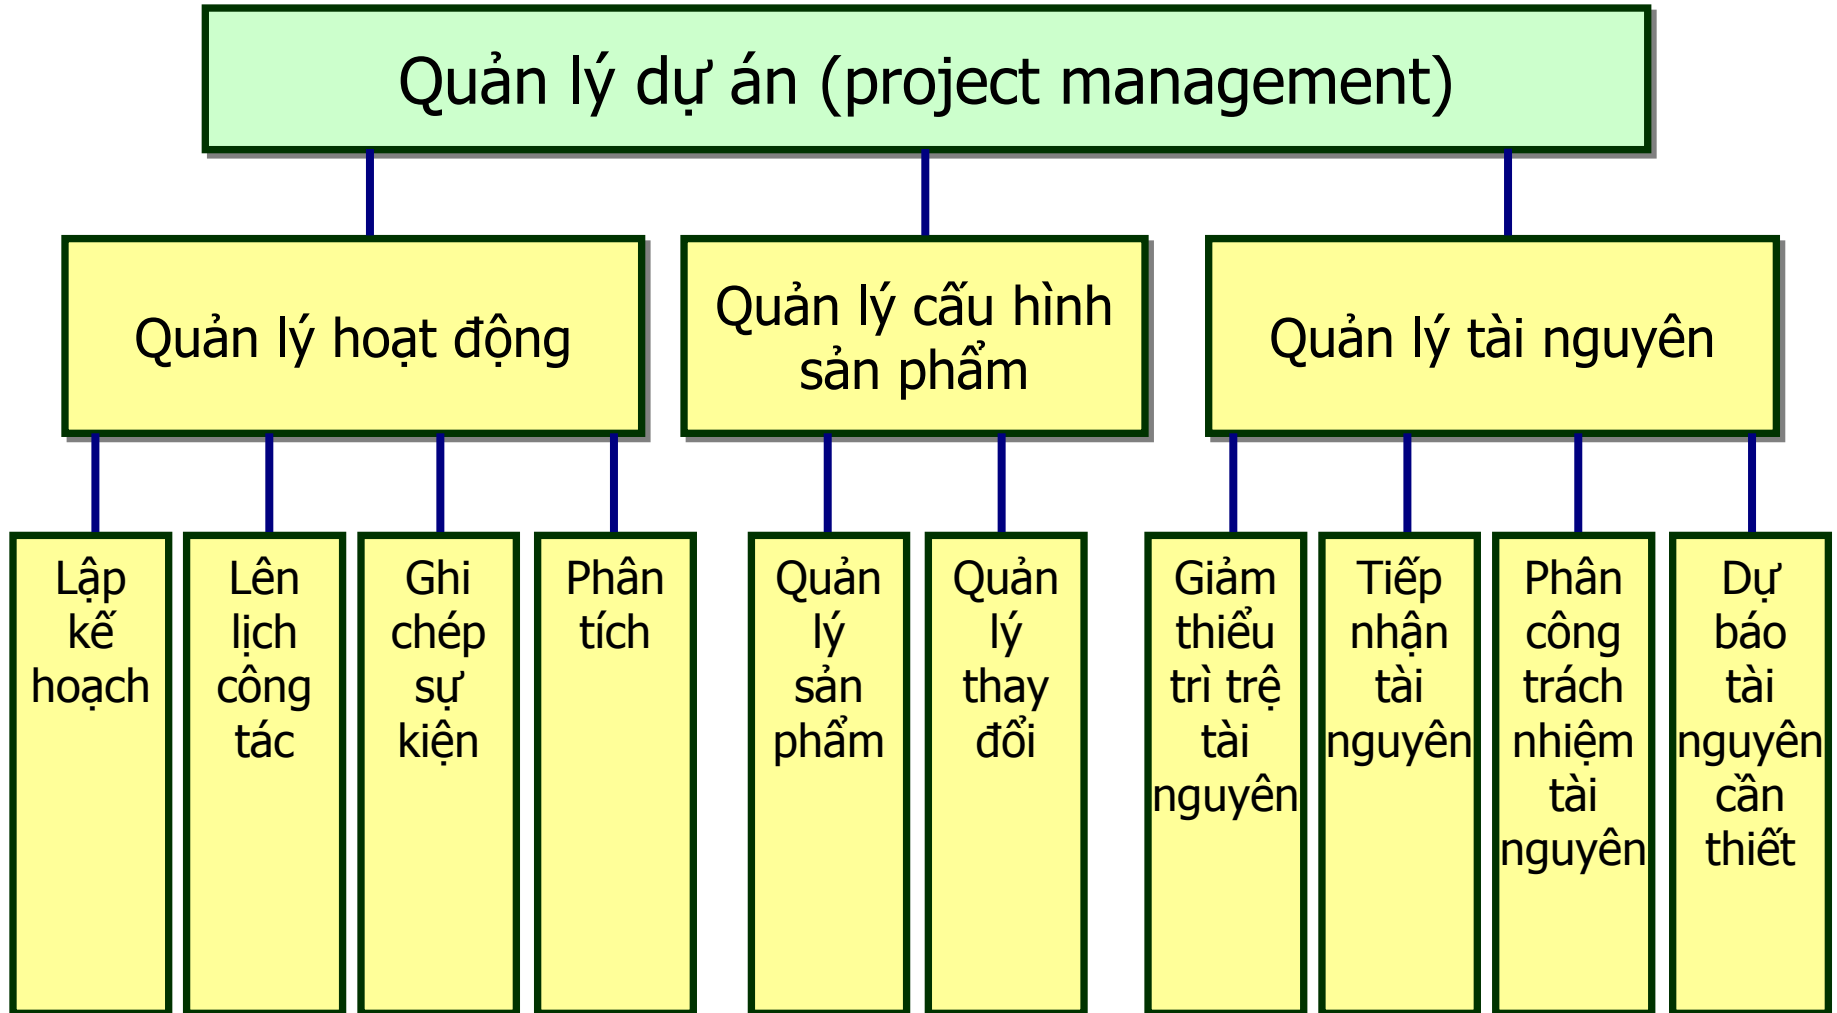 Quản lý dự án (project management)
Quản lý hoạt động
Quản lý cấu hình
sản phẩm
Quản lý tài nguyên
Lập
kế
hoạch
Lên
lịch
công
tác
Ghi
chép
sự
kiện
Phân
tích
Quản
lý
sản
phẩm
Quản
lý
thay
đổi
Giảm
thiểu
trì trệ
tài
nguyên
Tiếp
nhận
tài
nguyên
Phân
công
trách
nhiệm
tài
nguyên
Dự
báo
tài
nguyên
cần
thiết